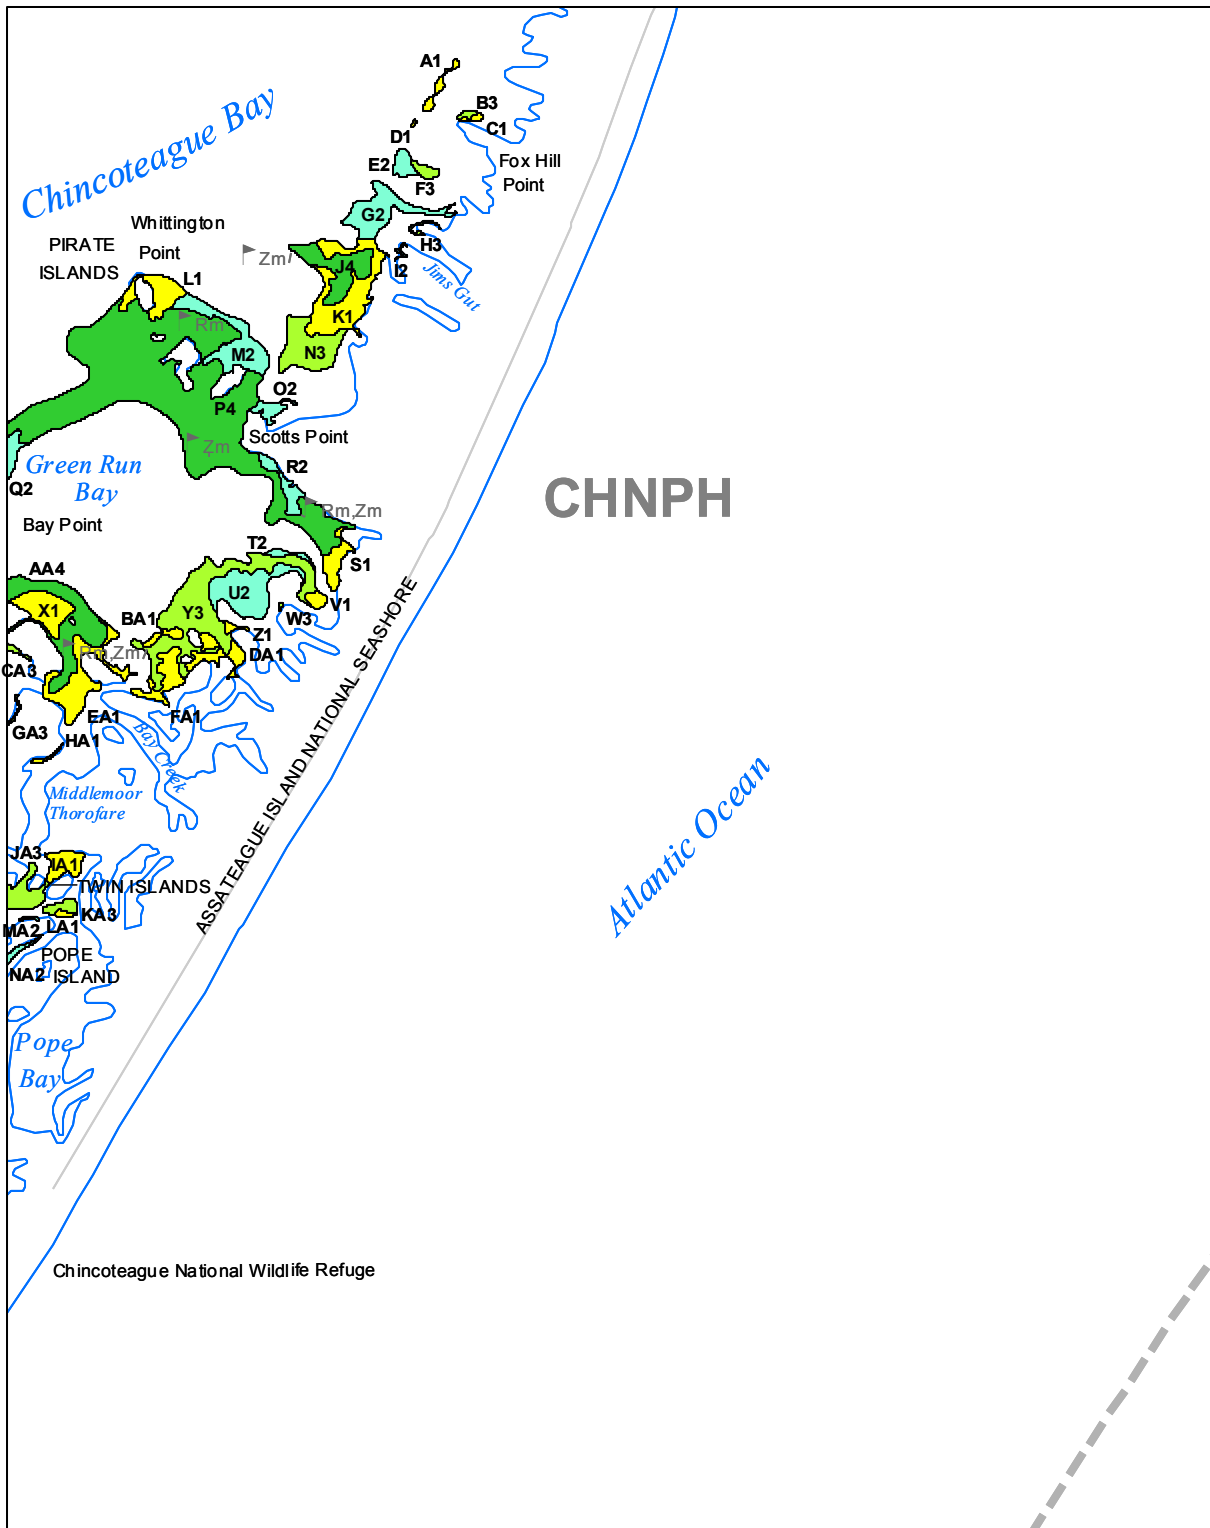 A1
B3
C1
Chincoteague Bay
D1
E2
F3
Fox Hill
Point
G2
Whittington
Point
H3
PIRATE
ISLANDS
Zm
J4
I2
Jims Gut
L1
Rm
K1
M2
N3
O2
P4
Scotts Point
Zm
Green Run
Bay
R2
Q2
Rm,Zm
CHNPH
Bay Point
T2
S1
AA4
U2
X1
BA1
Y3
V1
W3
Z1
Rm,Zm
DA1
CA3
EA1
FA1
GA3
HA1
Bay Creek
ASSATEAGUE ISLAND NATIONAL SEASHORE
Middlemoor
Thorofare
Atlantic Ocean
JA3
IA1
TWIN ISLANDS
KA3
LA1
MA2
POPE
ISLAND
NA2
Pope
Bay
Chincoteague National Wildlife Refuge